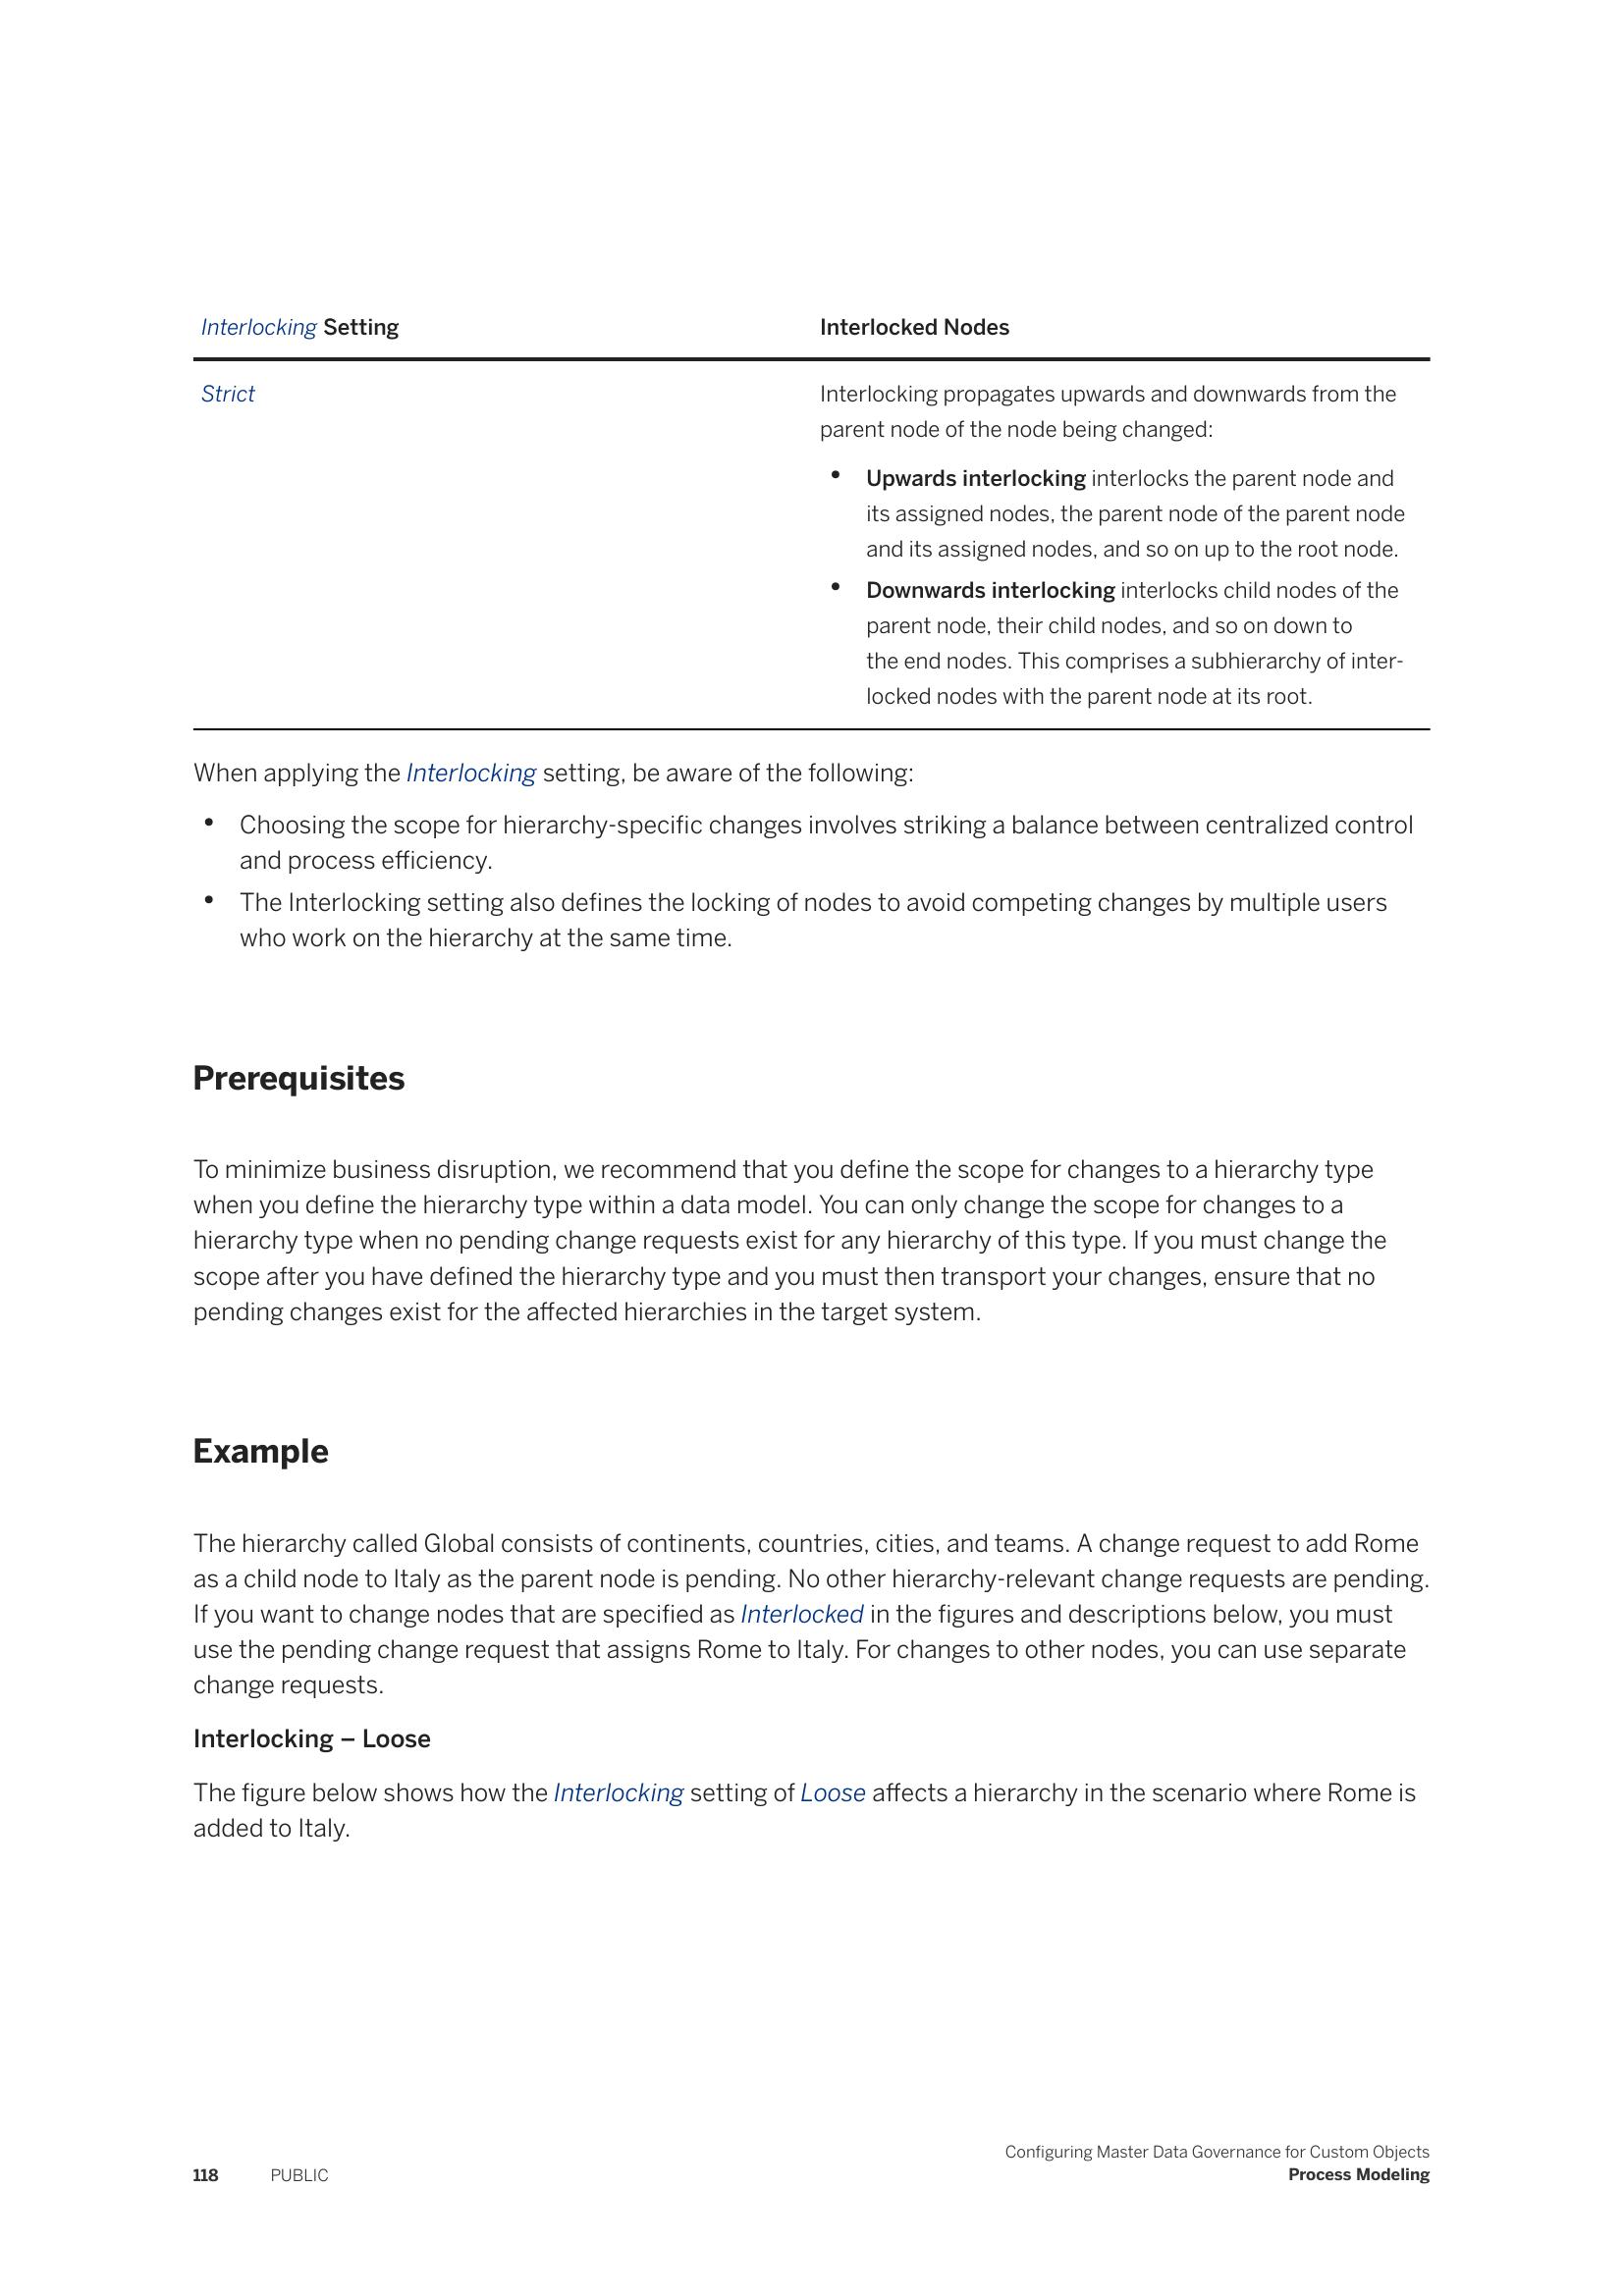 Interlocking Setting Interlocked Nodes
Strict Interlocking propagates upwards and downwards from the
parent node of the node being changed:
• Upwards interlocking interlocks the parent node and
its assigned nodes, the parent node of the parent node
and its assigned nodes, and so on up to the root node.
• Downwards interlocking interlocks child nodes of the
parent node, their child nodes, and so on down to
the end nodes. This comprises a subhierarchy of inter-
locked nodes with the parent node at its root.
When applying the Interlocking setting, be aware of the following:
• Choosing the scope for hierarchy-specific changes involves striking a balance between centralized control
and process efficiency.
• The Interlocking setting also defines the locking of nodes to avoid competing changes by multiple users
who work on the hierarchy at the same time.
Prerequisites
To minimize business disruption, we recommend that you define the scope for changes to a hierarchy type
when you define the hierarchy type within a data model. You can only change the scope for changes to a
hierarchy type when no pending change requests exist for any hierarchy of this type. If you must change the
scope after you have defined the hierarchy type and you must then transport your changes, ensure that no
pending changes exist for the affected hierarchies in the target system.
Example
The hierarchy called Global consists of continents, countries, cities, and teams. A change request to add Rome
as a child node to Italy as the parent node is pending. No other hierarchy-relevant change requests are pending.
If you want to change nodes that are specified as Interlocked in the figures and descriptions below, you must
use the pending change request that assigns Rome to Italy. For changes to other nodes, you can use separate
change requests.
Interlocking – Loose
The figure below shows how the Interlocking setting of Loose affects a hierarchy in the scenario where Rome is
added to Italy.
Configuring Master Data Governance for Custom Objects
118 PUBLIC Process Modeling